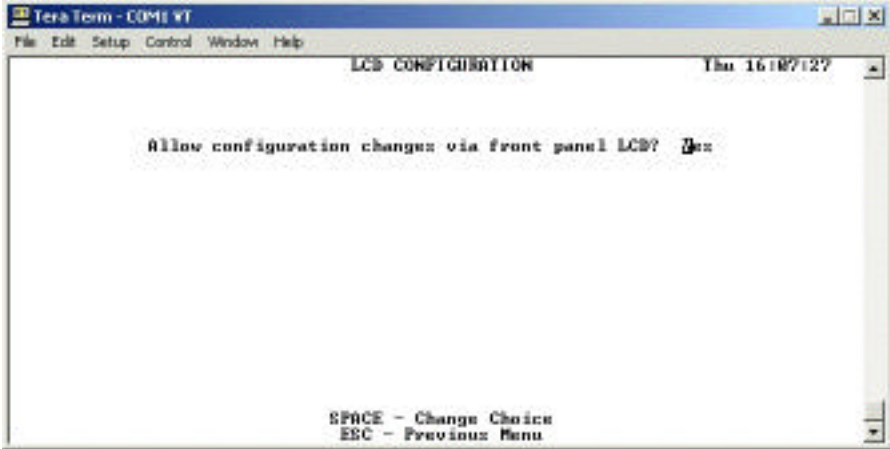 Tera Term - COM1 VT
File Edit Setup Control Window Help
LCD CONFIGURATION Thu 16:07:27
Allow configuration changes via front panel LCD? Yes
SPACE - Change Choice
ESC - Previous Menu